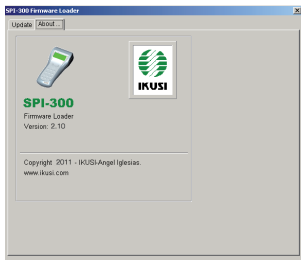 SPI-300 Firmware Loader
Update
About...
IKUSI
SPI-300
Firmware Loader
Version: 2.10
Copyright 2011 - IKUSI-Angel Iglesias.
www.ikusi.com